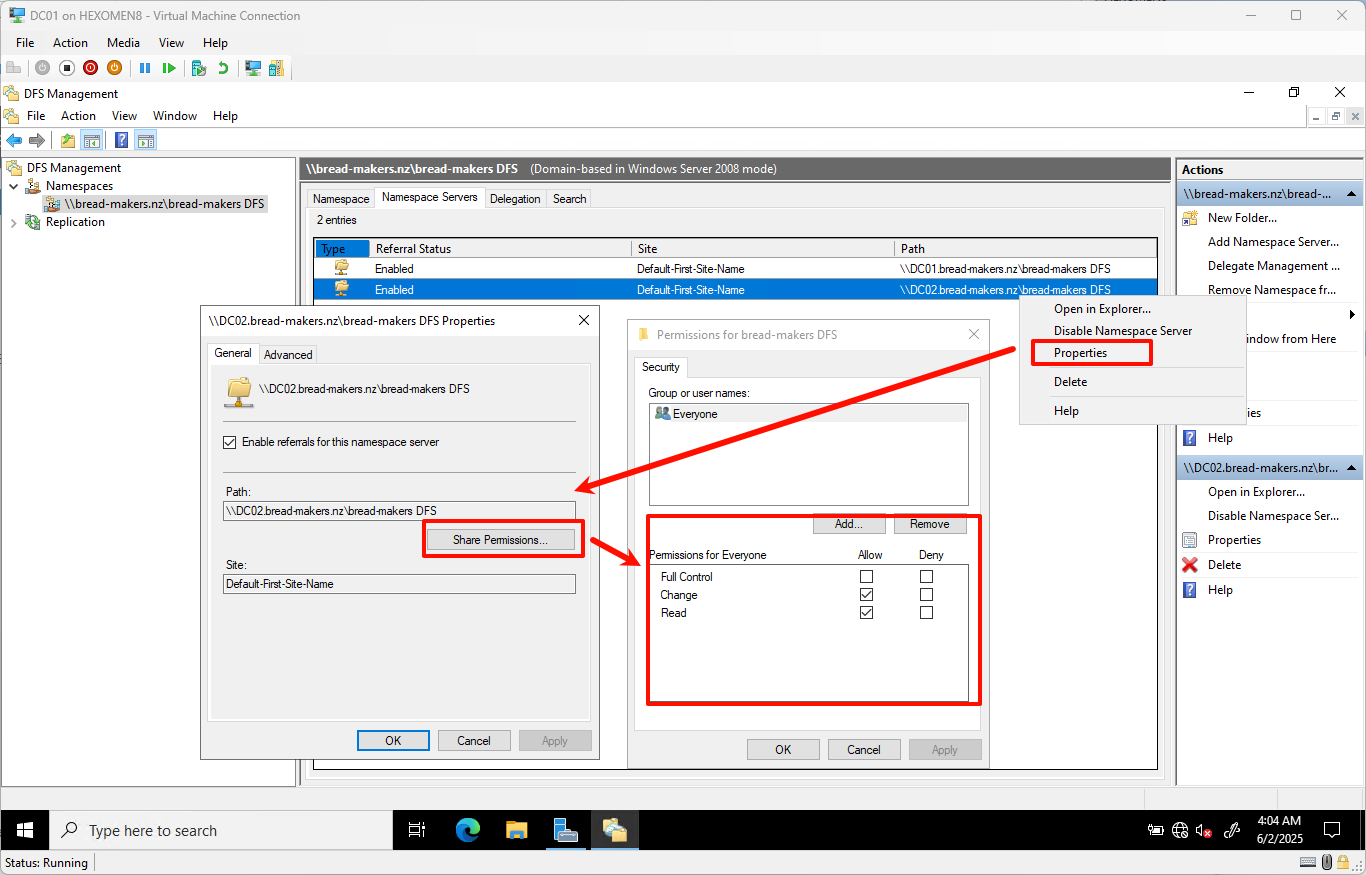 DC01 on HEXOMEN8 - Virtual Machine Connection
File Action Media View Help
DFS Management
File Action View Window Help
DFS Management
Namespaces
\\bread-makers.nz\bread-makers DFS
Replication
\\bread-makers.nz\bread-makers DFS (Domain-based in Windows Server 2008 mode)
Namespace Namespace Servers Delegation Search
2 entries
Type Referral Status Site Path
Enabled Default-First-Site-Name \\DC01.bread-makers.nz\bread-makers DFS
Enabled Default-First-Site-Name \\DC02.bread-makers.nz\bread-makers DFS
Open in Explorer...
Disable Namespace Server
Properties
Delete
Help
\\DC02.bread-makers.nz\bread-makers DFS Properties
General Advanced
\\DC02.bread-makers.nz\bread-makers DFS
Enable referrals for this namespace server
Path:
\\DC02.bread-makers.nz\bread-makers DFS
Share Permissions...
Site:
Default-First-Site-Name
OK Cancel Apply
Permissions for bread-makers DFS
Security
Group or user names:
Everyone
Add... Remove
Permissions for Everyone Allow Deny
Full Control
Change
Read
OK Cancel Apply
Actions
\\bread-makers.nz\bread-...
New Folder...
Add Namespace Server...
Delegate Management ...
Remove Namespace fr...
indow from Here
ies
Help
\\DC02.bread-makers.nz\br...
Open in Explorer...
Disable Namespace Ser...
Properties
Delete
Help
Type here to search
4:04 AM
6/2/2025
Status: Running